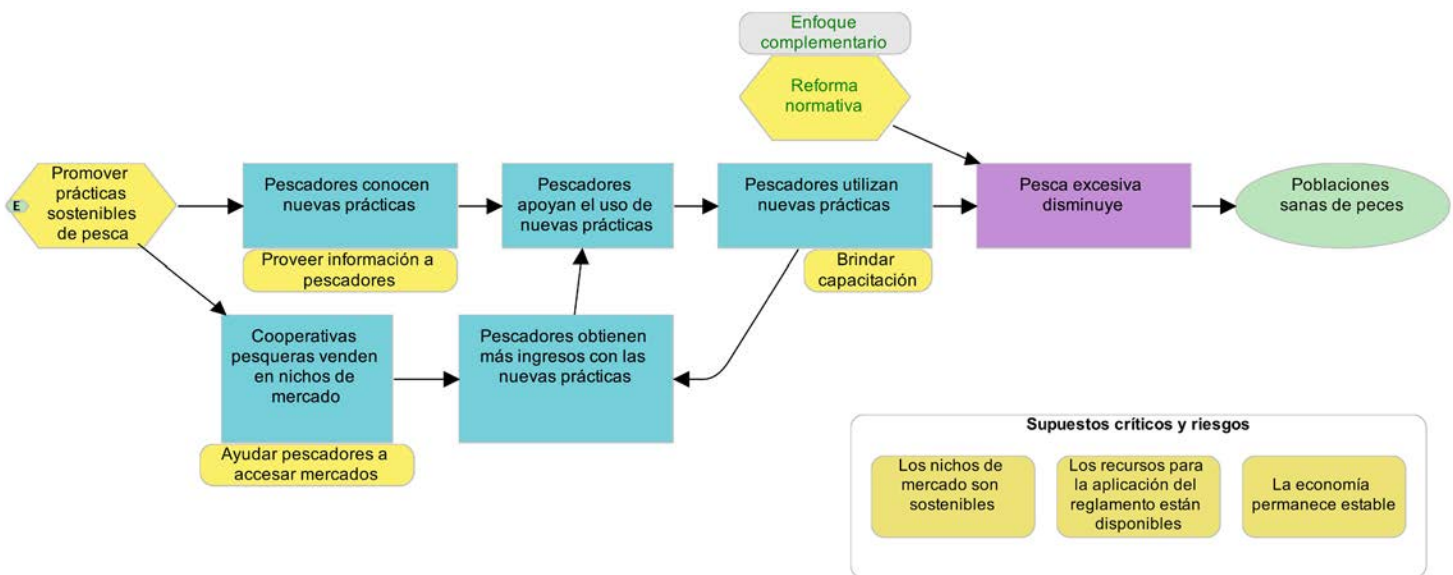 Enfoque
complementario
Reforma
normativa
E
Promover
prácticas
sostenibles
de pesca
Pescadores conocen
nuevas prácticas
Proveer información a
pescadores
Pescadores
apoyan el uso de
nuevas prácticas
Pescadores utilizan
nuevas prácticas
Brindar
capacitación
Pesca excesiva
disminuye
Poblaciones
sanas de peces
Cooperativas
pesqueras venden
en nichos de
mercado
Ayudar pescadores a
accesar mercados
Pescadores obtienen
más ingresos con las
nuevas prácticas
Supuestos críticos y riesgos
Los nichos de
mercado son
sostenibles
Los recursos para
la aplicación del
reglamento están
disponibles
La economía
permanece estable